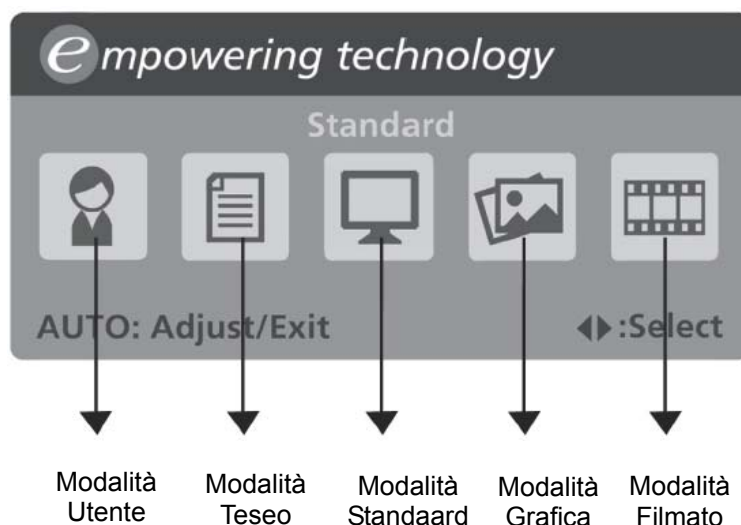 empowering technology
Standard
AUTO: Adjust/Exit
:Select
Modalità Utente
Modalità Teseo
Modalità Standaard
Modalità Grafica
Modalità Filmato